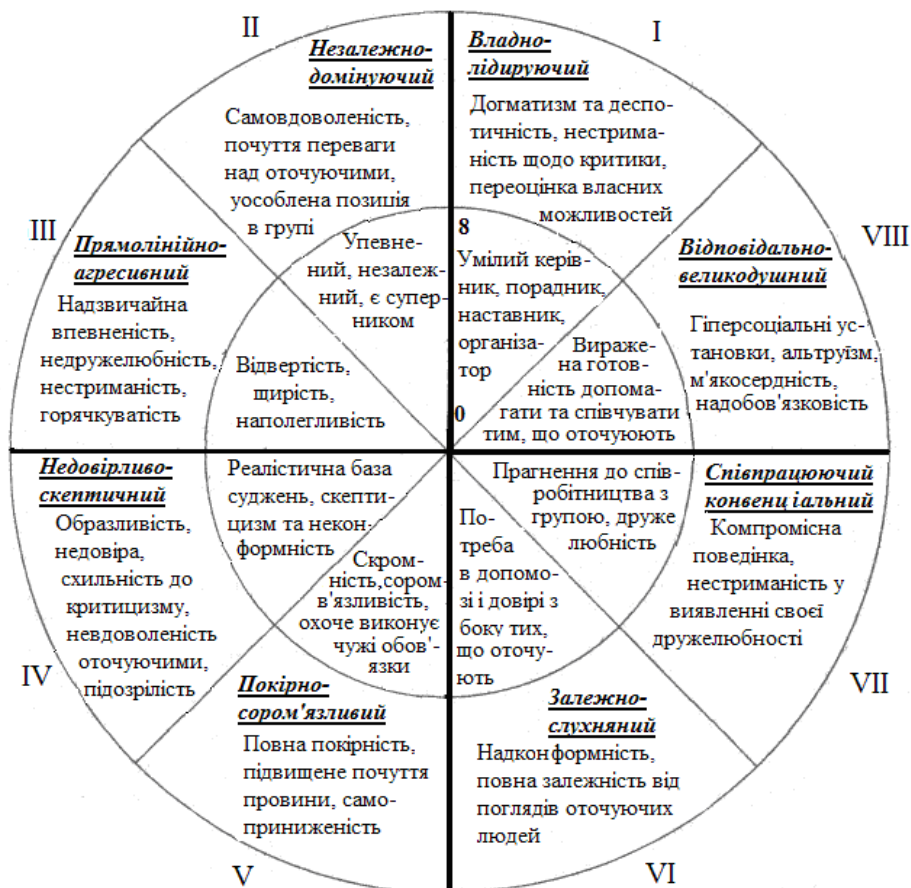 II
I
Незалежно-
домінуючий
Самовдоволеність,
почуття переваги
над оточуючими,
уособлена позиція
в групі
Упевне-
ний, незалеж-
ний, є супер-
ником
Владно-
лідируючий
Догматизм та деспо-
тичність, нестрима-
ність щодо критики,
переоцінка власних
можливостей
8
Умілий керів-
ник, порадник,
наставник,
організа-
тор
0
III
Прямолінійно-
агресивний
Надзвичайна
впевненість,
недружелюбність,
нестриманість,
горячкуватість
Відвертість,
щирість,
наполегливість
VIII
Відповідально-
великодушний
Гіперсоціальні ус-
тановки, альтруїзм,
м'якосердність,
надобов'язковість
Вираже-
на готов-
ність допома-
гати та співчувати
тим, що оточуюють
Недовірливо-
скептичний
Образливість,
недовіра,
схильність до
критицизму,
невдоволеність
оточуючими,
підозрілість
IV
Реалістична база
суджень, скепти-
цизм та некон-
формність
Скром-
ність,сором-
в'язливість,
охоче виконує
чужі обов'-
язки
Покірно-
сором'язливий
Повна покірність,
підвищене почуття
провини, само-
приниженість
V
Прагнення до спів-
робітництва з
групою, друже
любність
Співпрацюючий
конвенц іальний
Компромісна
поведінка,
нестриманість у
виявленні своєї
дружелюбності
VII
По-
треба
в допомо-
зі і довірі з
боку тих,
що оточу-
ють
Залежно-
слухняний
Надконформність,
повна залежність від
поглядів оточуючих
людей
VI